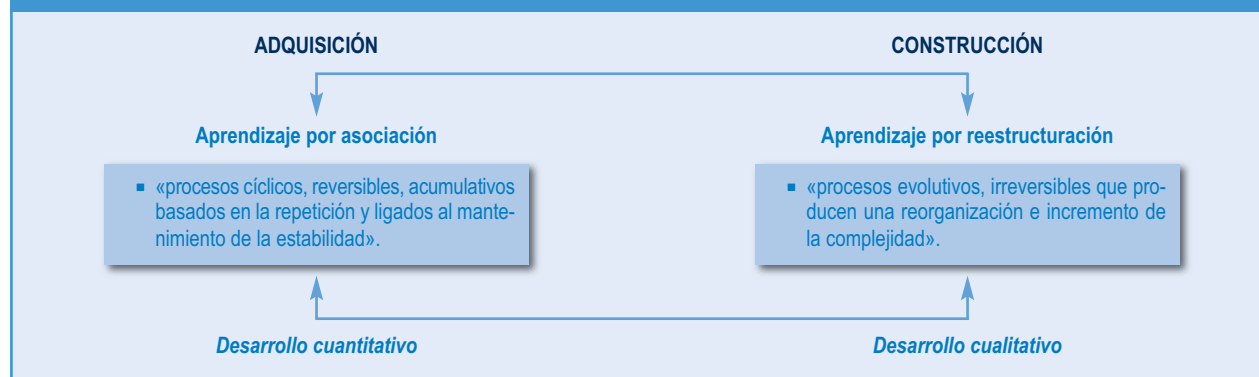 ADQUISICIÓN
CONSTRUCCIÓN
Aprendizaje por asociación
Aprendizaje por reestructuración
▪ «procesos cíclicos, reversibles, acumulativos
basados en la repetición y ligados al mante-
nimiento de la estabilidad».
▪ «procesos evolutivos, irreversibles que pro-
ducen una reorganización e incremento de
la complejidad».
Desarrollo cuantitativo
Desarrollo cualitativo